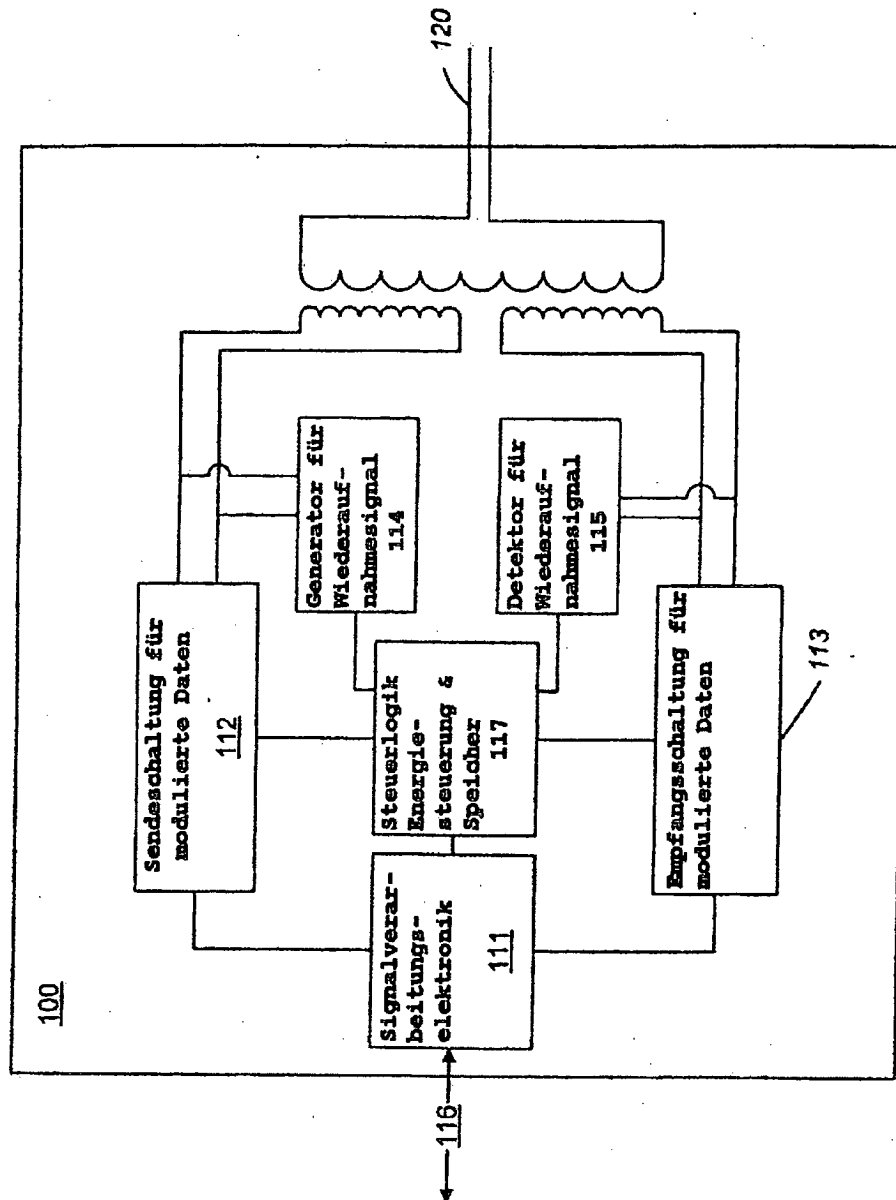 100
120
Sendeschaltung für
modulierte Daten
112
Generator für
Wiederauf-
nahmesignal
114
Signalverar-
beitungs-
elektronik
111
Steuerlogik
Energie-
steuerung &
Speicher
117
Detektor für
Wiederauf-
nahmesignal
115
116
Empfangsschaltung für
modulierte Daten
113